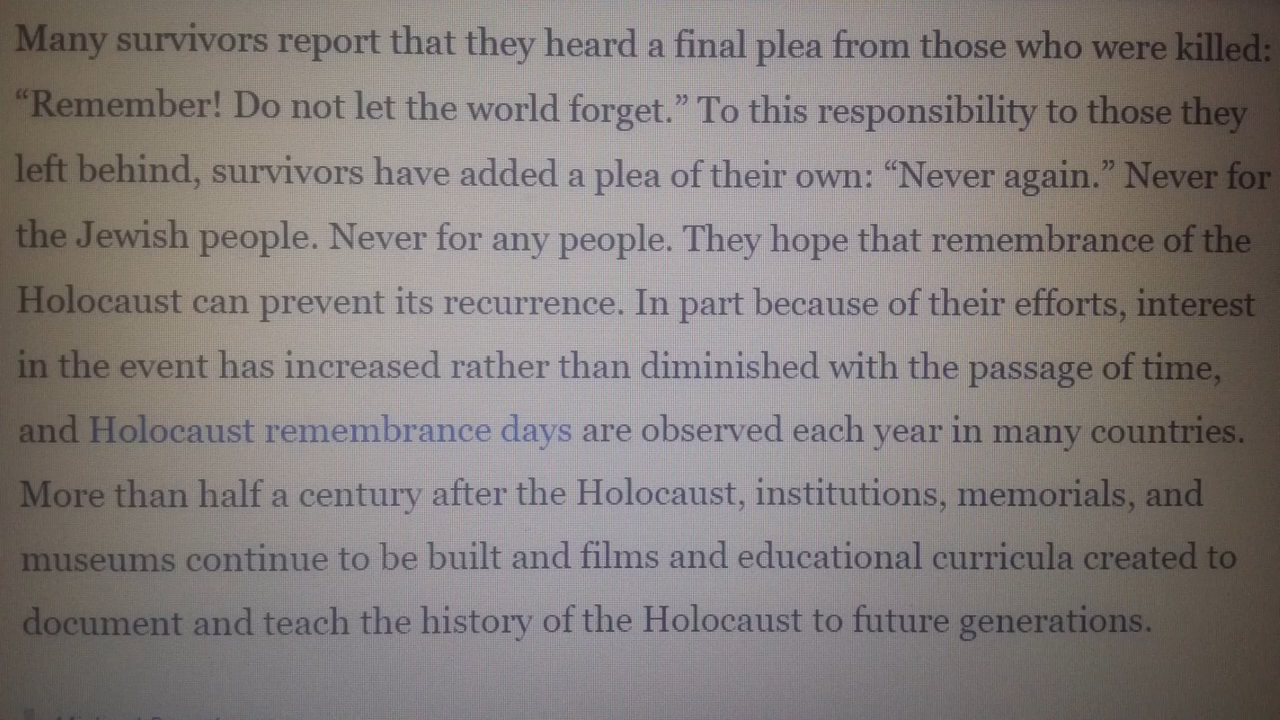 Many survivors report that they heard a final plea from those who were killed:
“Remember! Do not let the world forget.” To this responsibility to those they
left behind, survivors have added a plea of their own: “Never again.” Never for
the Jewish people. Never for any people. They hope that remembrance of the
Holocaust can prevent its recurrence. In part because of their efforts, interest
in the event has increased rather than diminished with the passage of time,
and Holocaust remembrance days are observed each year in many countries.
More than half a century after the Holocaust, institutions, memorials, and
museums continue to be built and films and educational curricula created to
document and teach the history of the Holocaust to future generations.